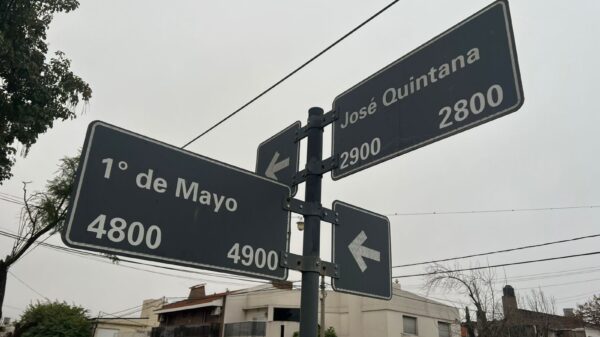 José Quintana
2900 2800
1° de Mayo
4800 4900